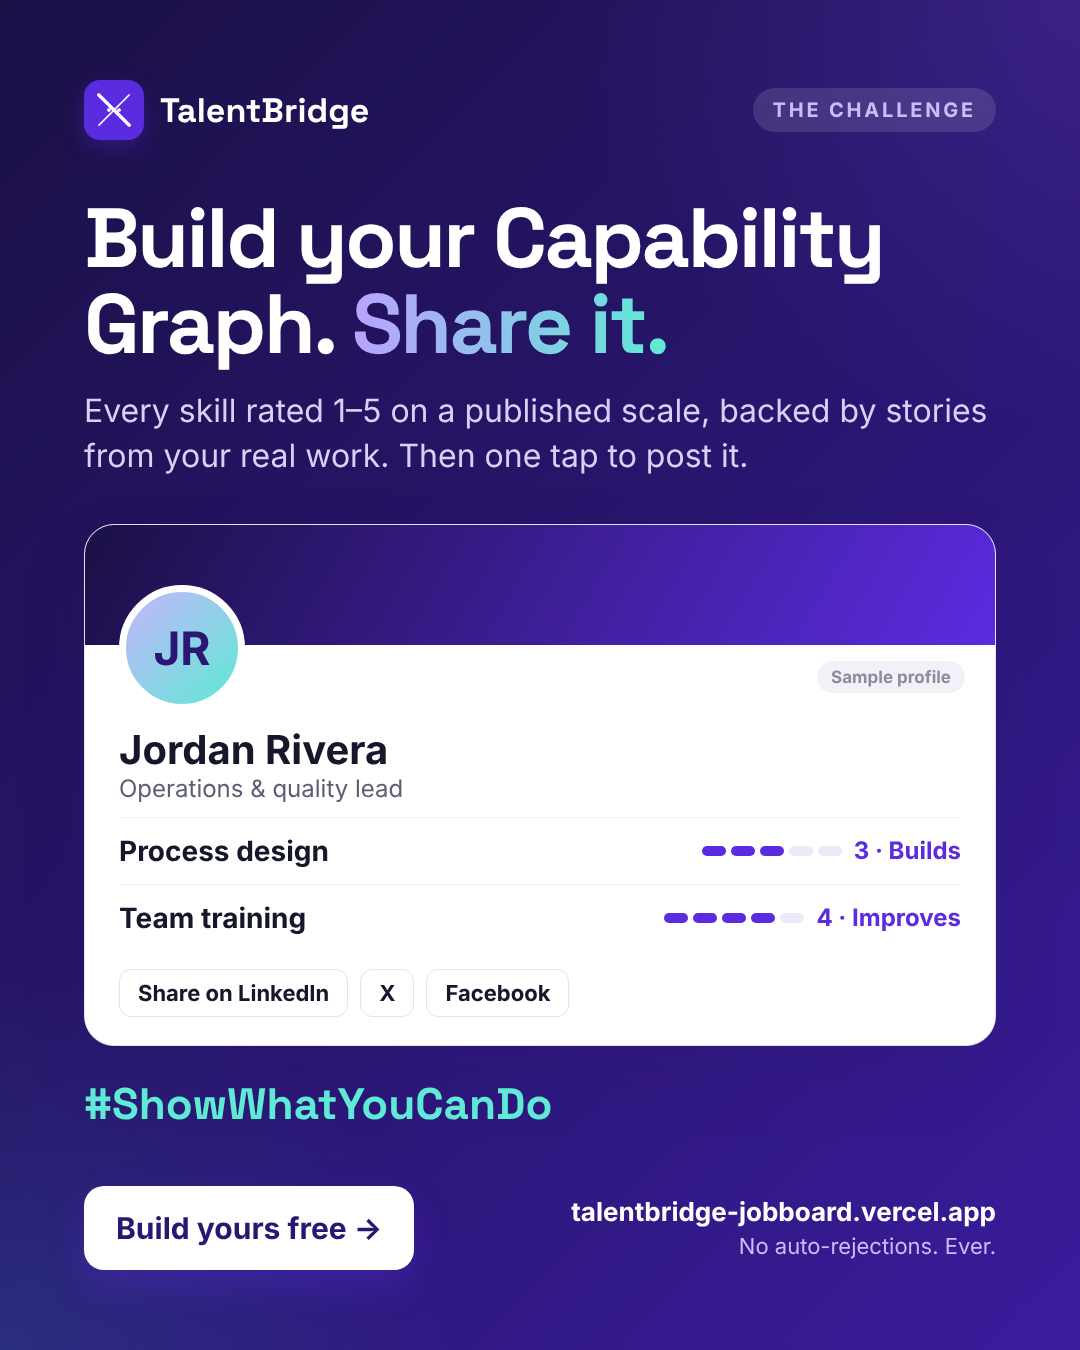 TalentBridge
THE CHALLENGE
Build your Capability
Graph. Share it.
Every skill rated 1–5 on a published scale, backed by stories
from your real work. Then one tap to post it.
JR
Sample profile
Jordan Rivera
Operations & quality lead
Process design
3 · Builds
Team training
4 · Improves
Share on LinkedIn
X
Facebook
#ShowWhatYouCanDo
Build yours free →
talentbridge-jobboard.vercel.app
No auto-rejections. Ever.